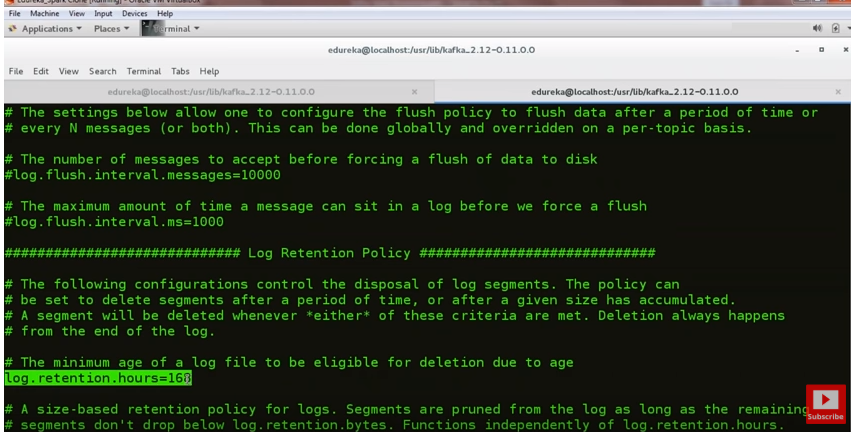 Edureka_Spark Clone [Running] - Oracle VM VirtualBox
File Machine View Input Devices Help
Applications Places Terminal
edureka@localhost:/usr/lib/kafka_2.12-0.11.0.0
File Edit View Search Terminal Tabs Help
edureka@localhost:/usr/lib/kafka_2.12-0.11.0.0 × edureka@localhost:/usr/lib/kafka_2.12-0.11.0.0 ×
# The settings below allow one to configure the flush policy to flush data after a period of time or
# every N messages (or both). This can be done globally and overridden on a per-topic basis.
# The number of messages to accept before forcing a flush of data to disk
#log.flush.interval.messages=10000
# The maximum amount of time a message can sit in a log before we force a flush
#log.flush.interval.ms=1000
############################# Log Retention Policy #############################
# The following configurations control the disposal of log segments. The policy can
# be set to delete segments after a period of time, or after a given size has accumulated.
# A segment will be deleted whenever *either* of these criteria are met. Deletion always happens
# from the end of the log.
# The minimum age of a log file to be eligible for deletion due to age
log.retention.hours=168
# A size-based retention policy for logs. Segments are pruned from the log as long as the remaining
# segments don't drop below log.retention.bytes. Functions independently of log.retention.hours.
Subscribe